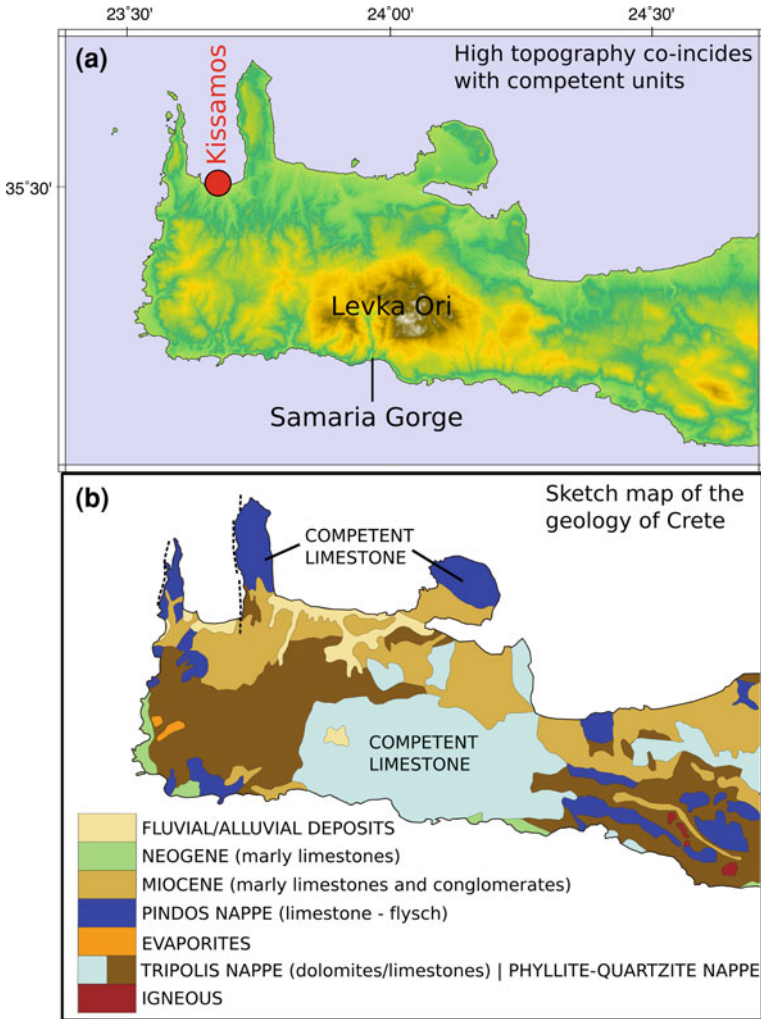 23˚30'
24˚00'
24˚30'
(a)
High topography co-incides
with competent units
Kissamos
35˚30'
Levka Ori
Samaria Gorge
(b)
Sketch map of the
geology of Crete
COMPETENT
LIMESTONE
COMPETENT
LIMESTONE
FLUVIAL/ALLUVIAL DEPOSITS
NEOGENE (marly limestones)
MIOCENE (marly limestones and conglomerates)
PINDOS NAPPE (limestone - flysch)
EVAPORITES
TRIPOLIS NAPPE (dolomites/limestones) | PHYLLITE-QUARTZITE NAPPE
IGNEOUS